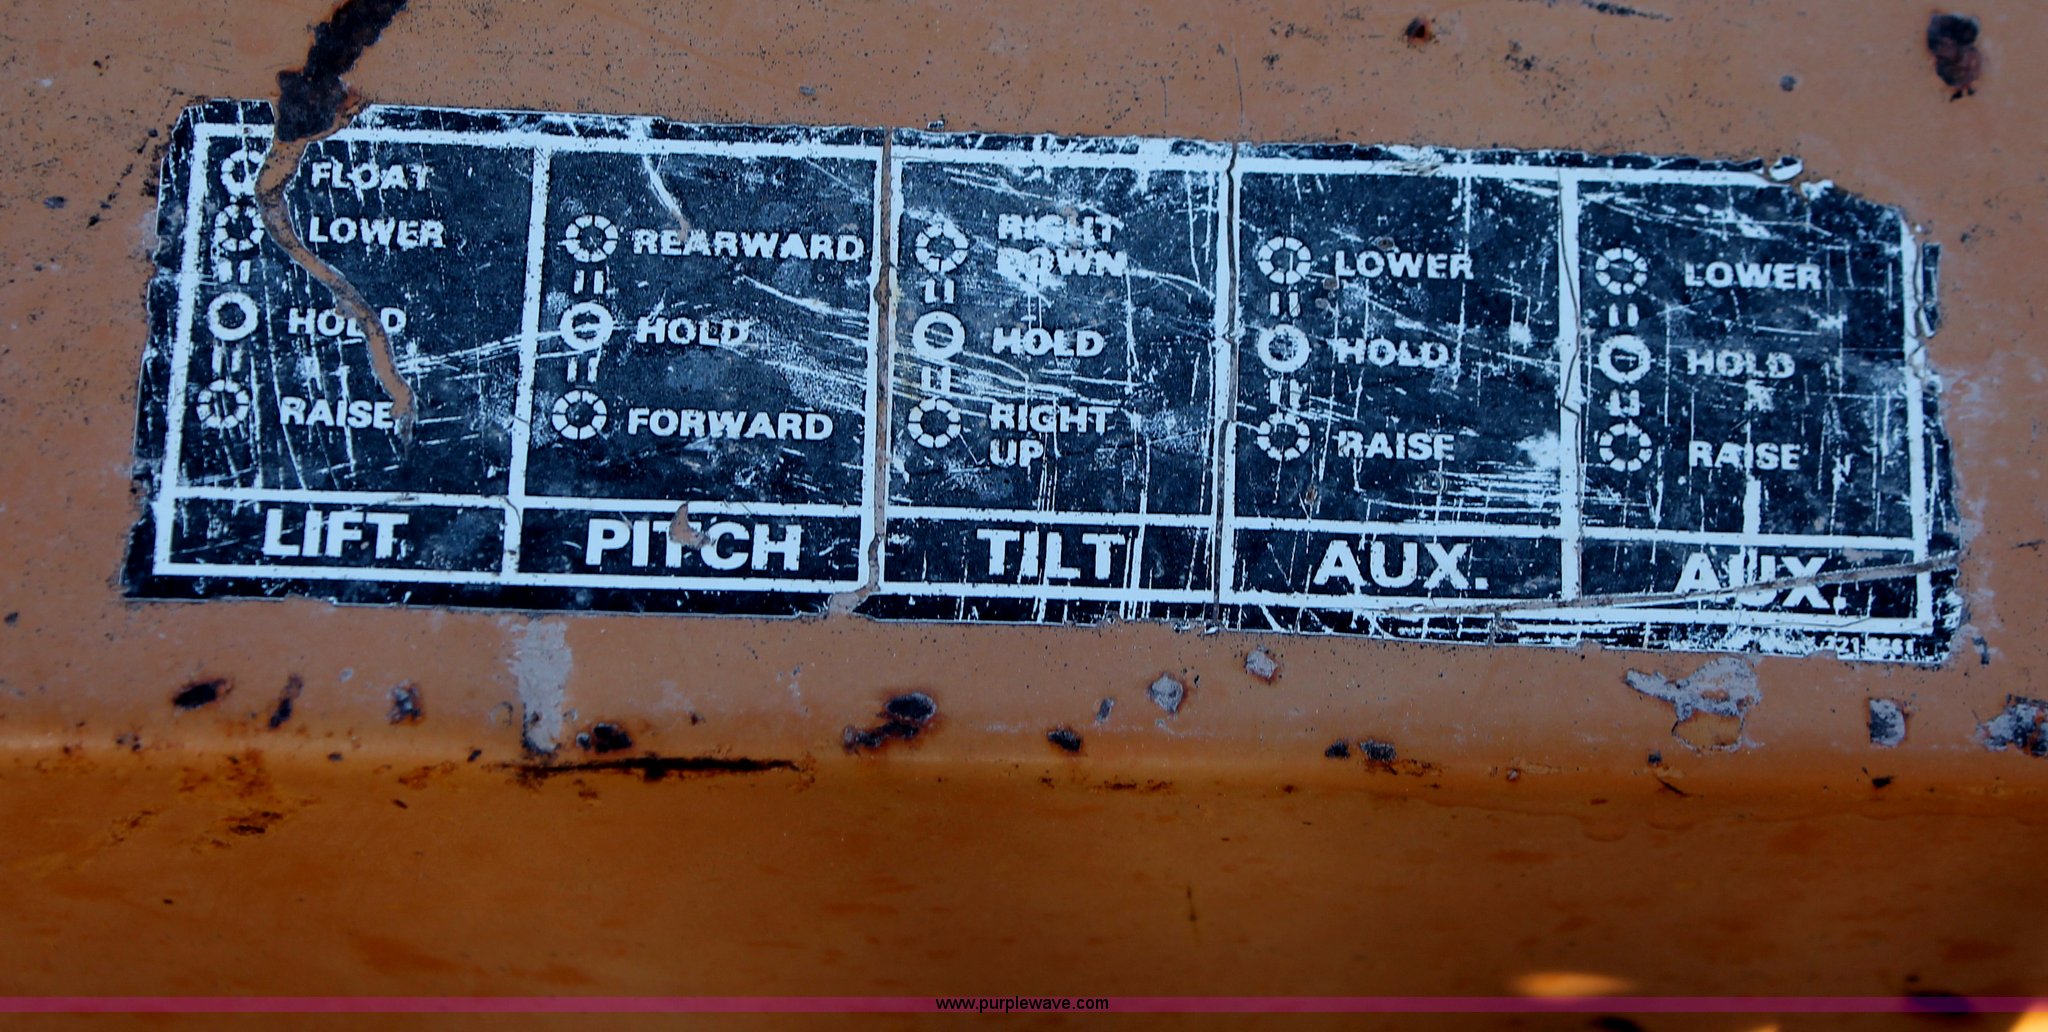 FLOAT
LOWER
HOLD
RAISE
LIFT
REARWARD
HOLD
FORWARD
PITCH
RIGHT
DOWN
HOLD
RIGHT
UP
TILT
LOWER
HOLD
RAISE
AUX.
LOWER
HOLD
RAISE
AUX.
www.purplewave.com